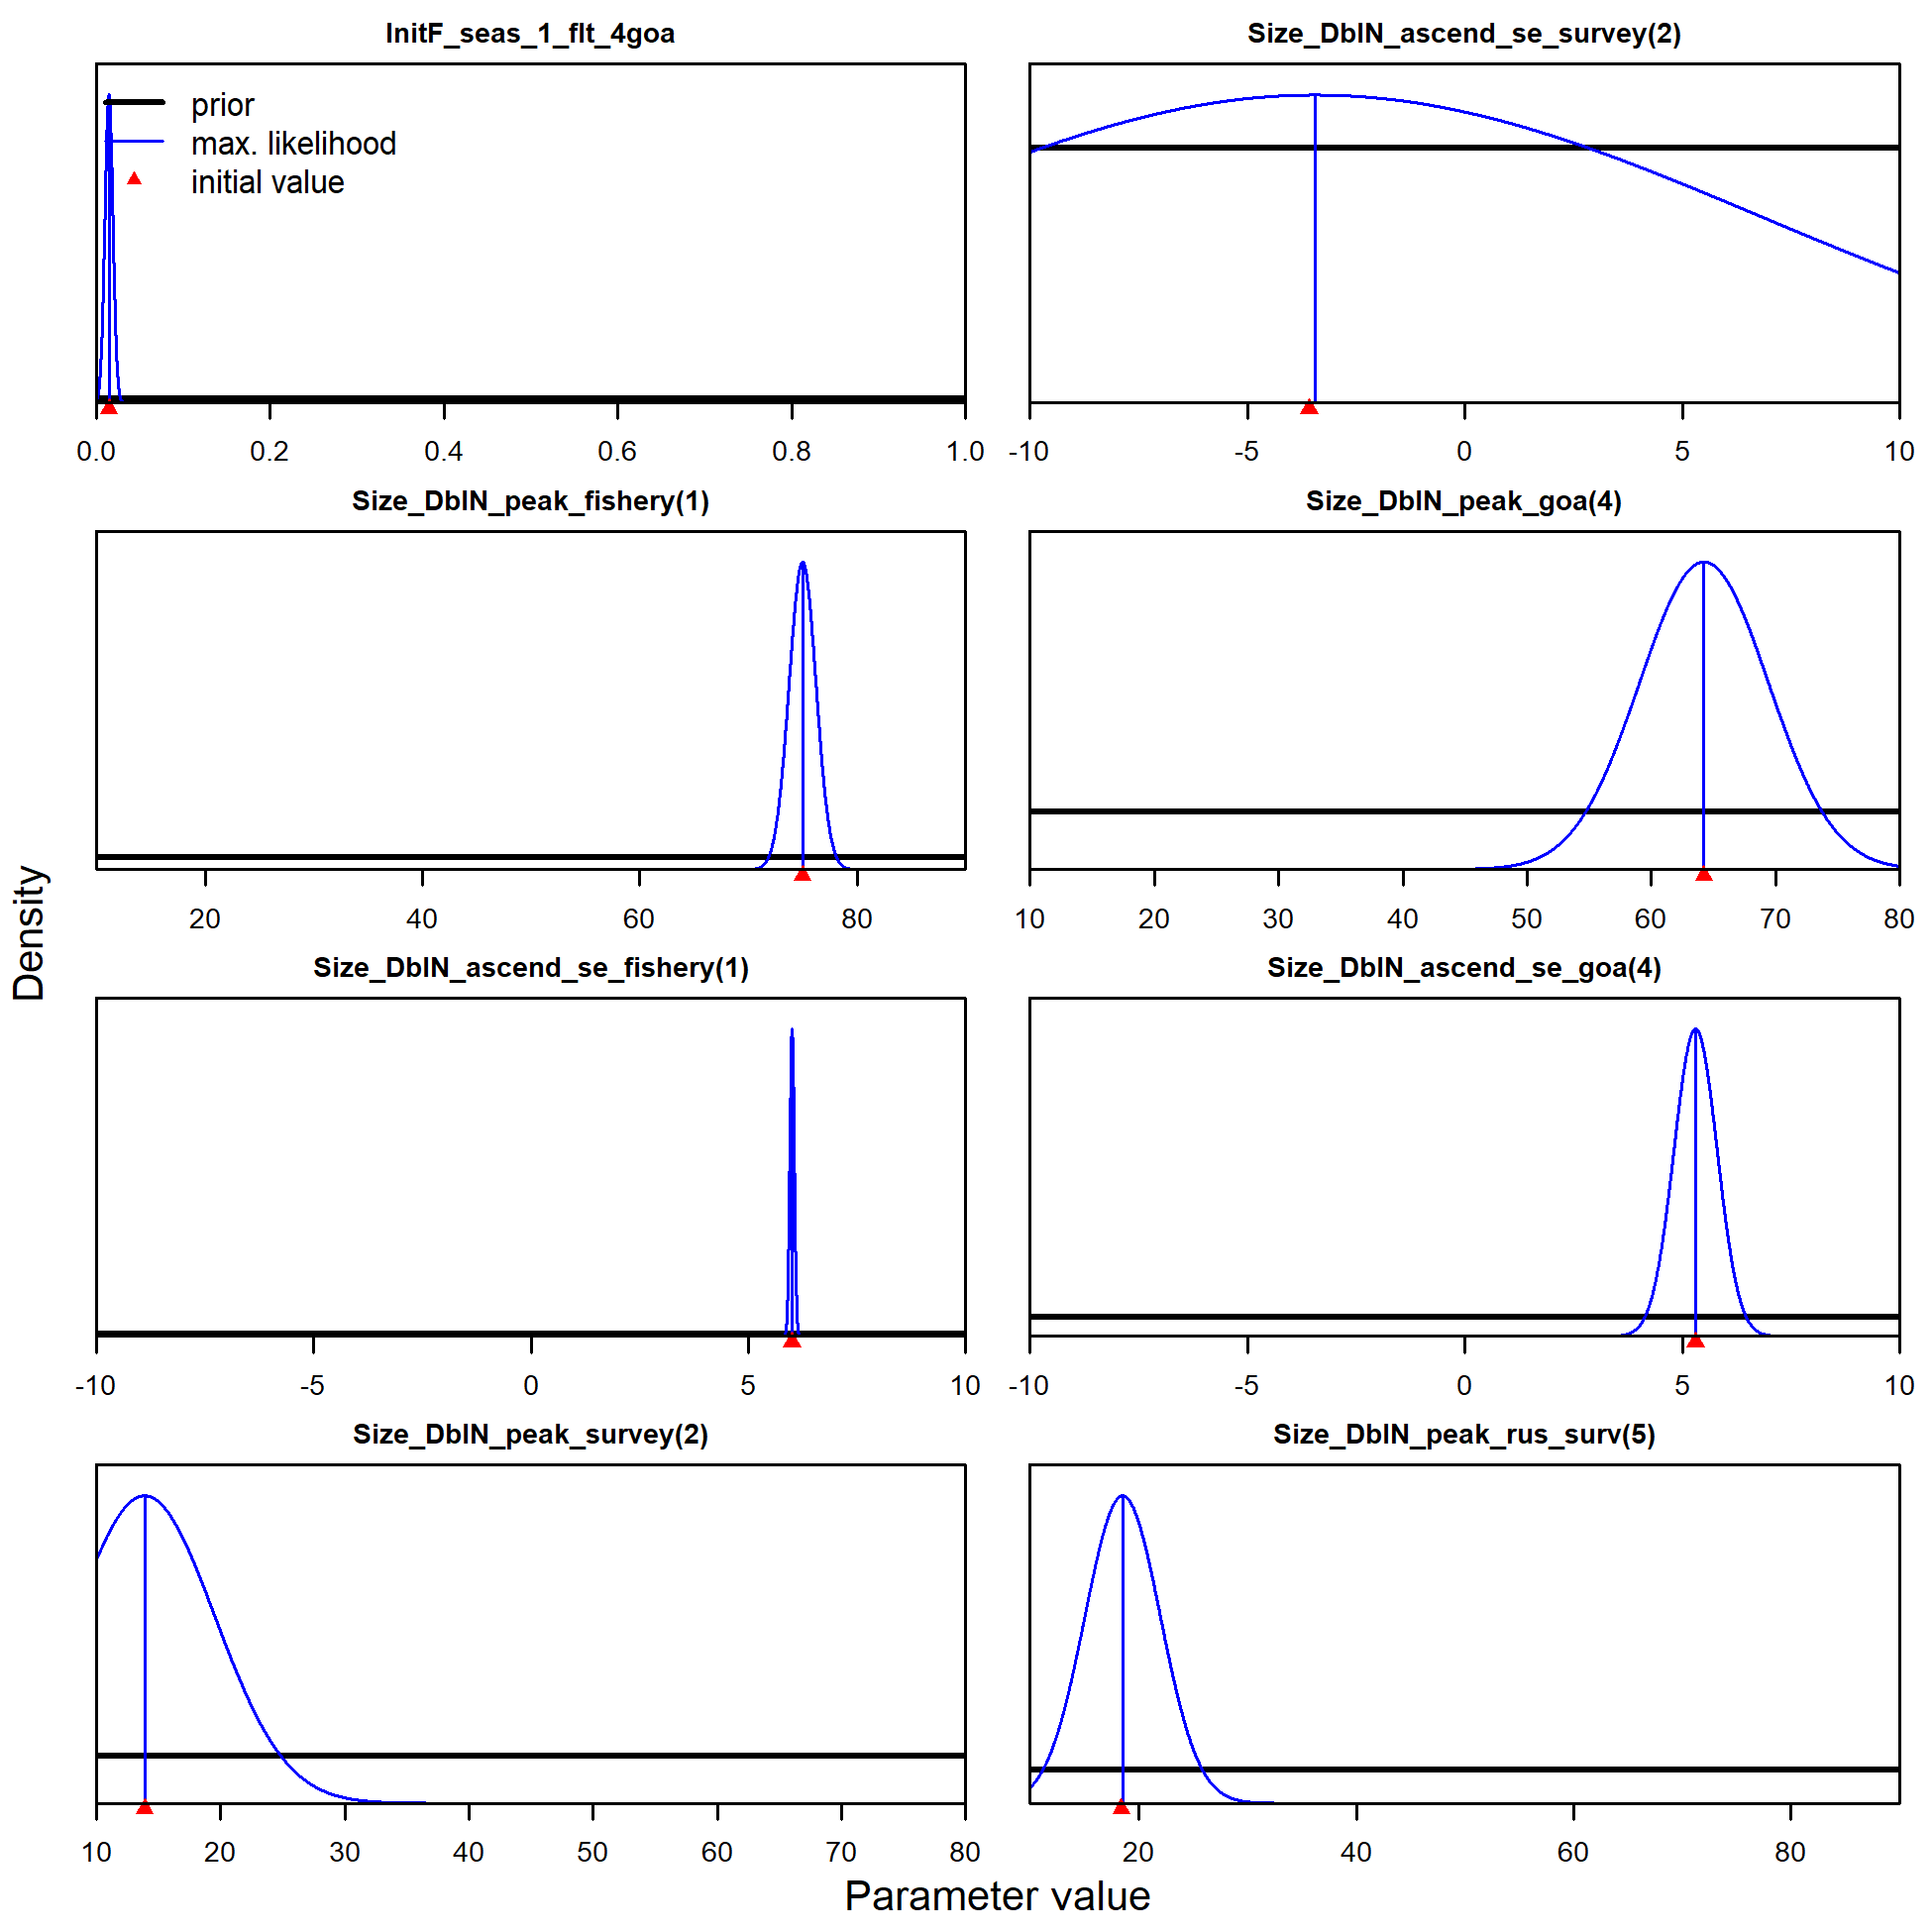 InitF_seas_1_flt_4goa
prior
max. likelihood
initial value
0.0 0.2 0.4 0.6 0.8 1.0
Size_DblN_ascend_se_survey(2)
-10 -5 0 5 10
Size_DblN_peak_fishery(1)
20 40 60 80
Size_DblN_peak_goa(4)
10 20 30 40 50 60 70 80
Size_DblN_ascend_se_fishery(1)
-10 -5 0 5 10
Size_DblN_ascend_se_goa(4)
-10 -5 0 5 10
Size_DblN_peak_survey(2)
10 20 30 40 50 60 70 80
Size_DblN_peak_rus_surv(5)
20 40 60 80
Density
Parameter value